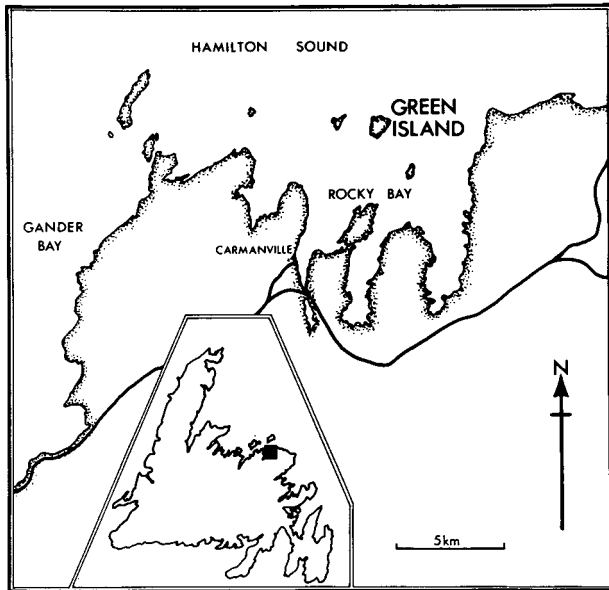 HAMILTON SOUND
GREEN
ISLAND
ROCKY BAY
GANDER
BAY
CARMANVILLE
N
5km